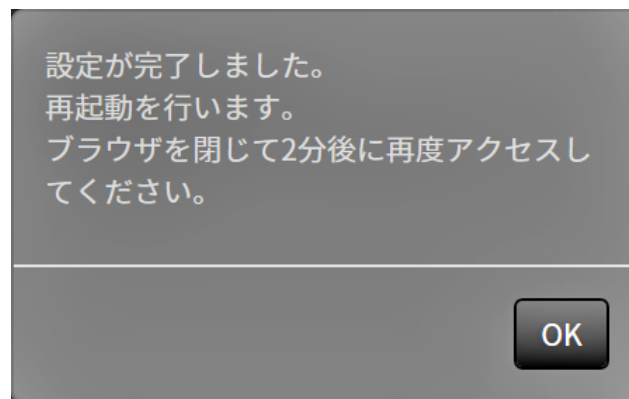 設定が完了しました。
再起動を行います。
ブラウザを閉じて2分後に再度アクセスし
てください。
OK